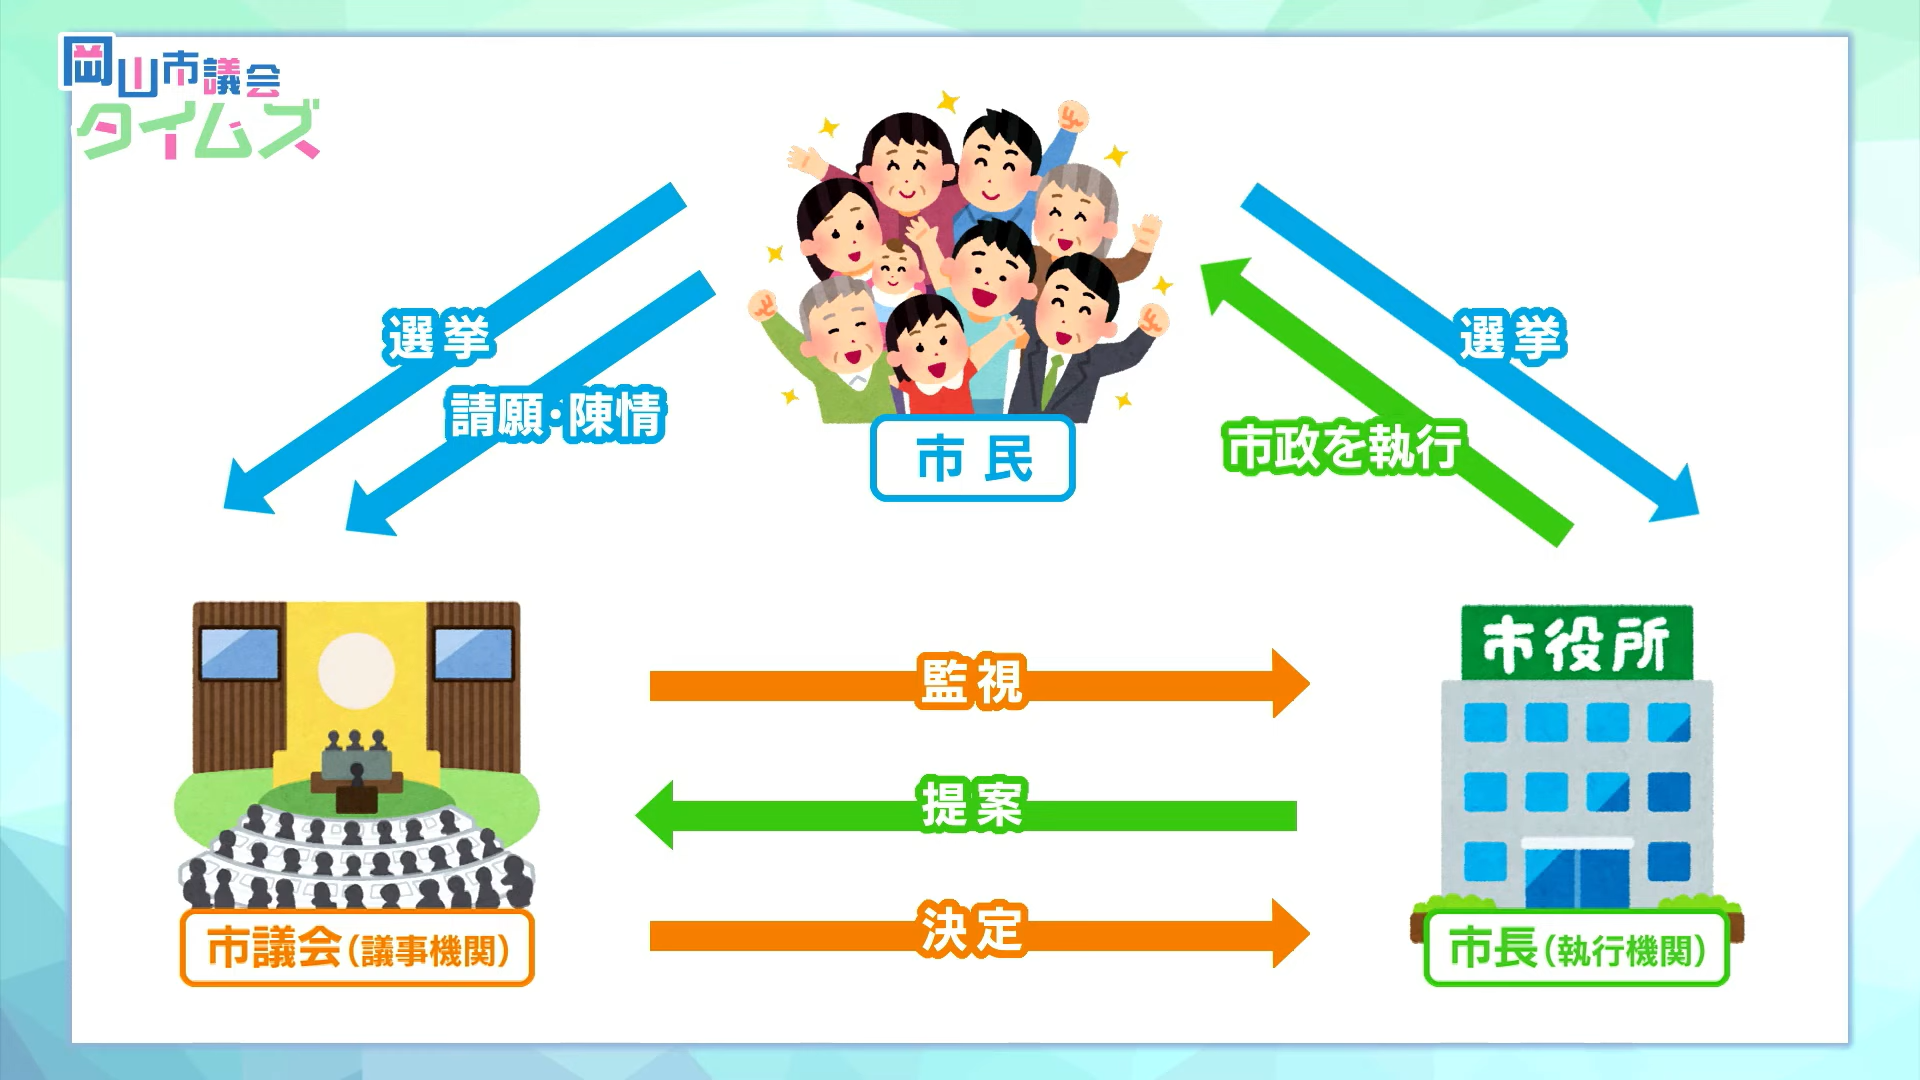 岡山市議会
タイムズ
選挙
請願・陳情
市民
選挙
市政を執行
市役所
監視
提案
決定
市議会(議事機関)
市長(執行機関)